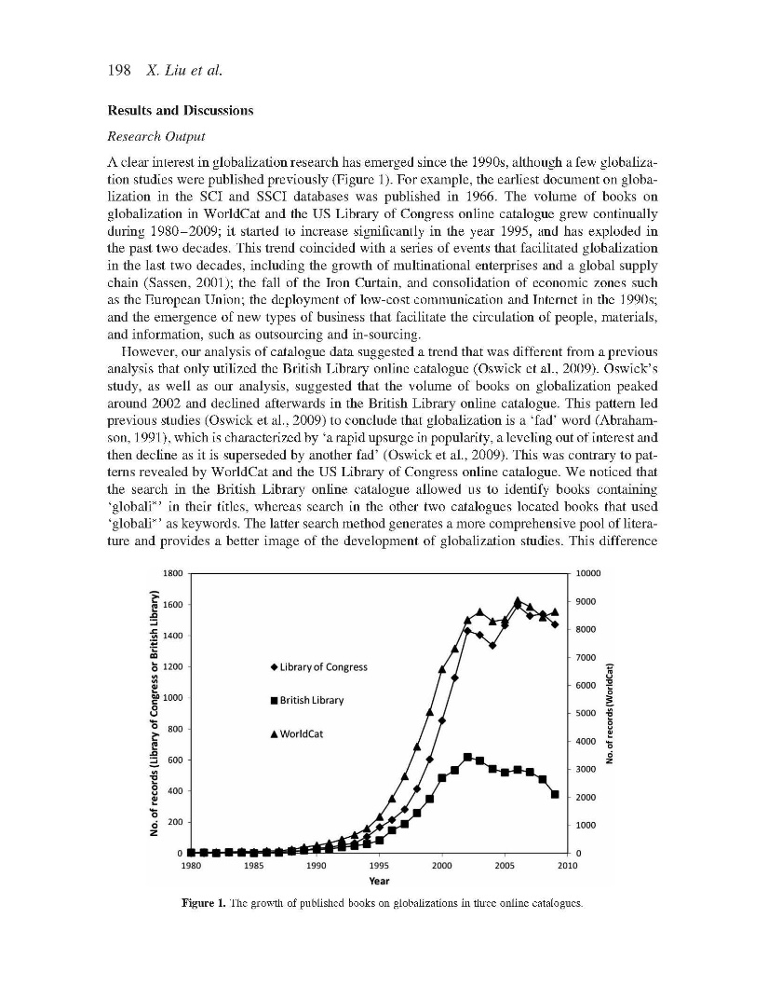 198 X. Liu et al.
Results and Discussions
Research Output
A clear interest in globalization research has emerged since the 1990s, although a few globaliza-
tion studies were published previously (Figure 1). For example, the earliest document on globa-
lization in the SCI and SSCI databases was published in 1966. The volume of books on
globalization in WorldCat and the US Library of Congress online catalogue grew continually
during 1980–2009; it started to increase significantly in the year 1995, and has exploded in
the past two decades. This trend coincided with a series of events that facilitated globalization
in the last two decades, including the growth of multinational enterprises and a global supply
chain (Sassen, 2001); the fall of the Iron Curtain, and consolidation of economic zones such
as the European Union; the deployment of low-cost communication and Internet in the 1990s;
and the emergence of new types of business that facilitate the circulation of people, materials,
and information, such as outsourcing and in-sourcing.
However, our analysis of catalogue data suggested a trend that was different from a previous
analysis that only utilized the British Library online catalogue (Oswick et al., 2009). Oswick's
study, as well as our analysis, suggested that the volume of books on globalization peaked
around 2002 and declined afterwards in the British Library online catalogue. This pattern led
previous studies (Oswick et al., 2009) to conclude that globalization is a 'fad' word (Abraham-
son, 1991), which is characterized by 'a rapid upsurge in popularity, a leveling out of interest and
then decline as it is superseded by another fad' (Oswick et al., 2009). This was contrary to pat-
terns revealed by WorldCat and the US Library of Congress online catalogue. We noticed that
the search in the British Library online catalogue allowed us to identify books containing
'globali*' in their titles, whereas search in the other two catalogues located books that used
'globali*' as keywords. The latter search method generates a more comprehensive pool of litera-
ture and provides a better image of the development of globalization studies. This difference
No. of records (Library of Congress or British Library)
1800
1600
1400
1200
1000
800
600
400
200
0
Library of Congress
British Library
WorldCat
10000
9000
8000
7000
6000
5000
4000
3000
2000
1000
0
No. of records (WorldCat)
1980 1985 1990 1995 2000 2005 2010
Year
Figure 1. The growth of published books on globalizations in three online catalogues.